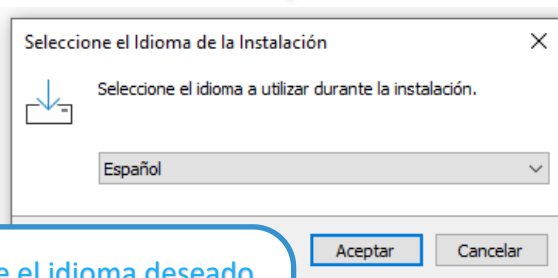 Seleccione el Idioma de la Instalación
Seleccione el idioma a utilizar durante la instalación.
Español
Aceptar Cancelar
el idioma deseado